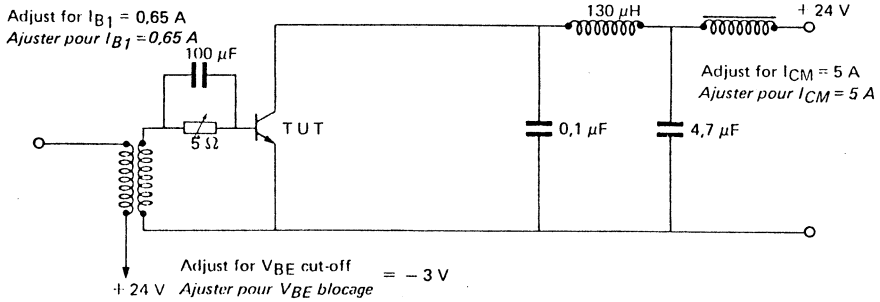 Adjust for IB1 = 0,65 A
Ajuster pour IB1 = 0,65 A
100 µF
5 Ω
TUT
130 µH
+ 24 V
Adjust for ICM = 5 A
Ajuster pour ICM = 5 A
0,1 µF
4,7 µF
+ 24 V
Adjust for VBE cut-off
Ajuster pour VBE blocage
= − 3 V